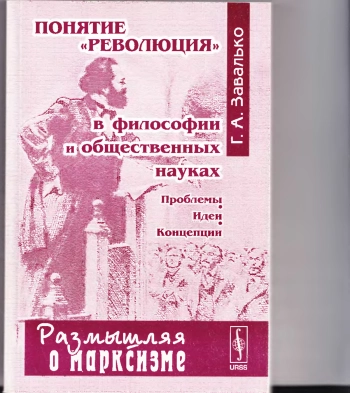 ПОНЯТИЕ
«РЕВОЛЮЦИЯ»
в философии
и общественных
науках
Г. А. Завалько
Проблемы
Идеи
Концепции
Размышляя
о марксизме
URSS